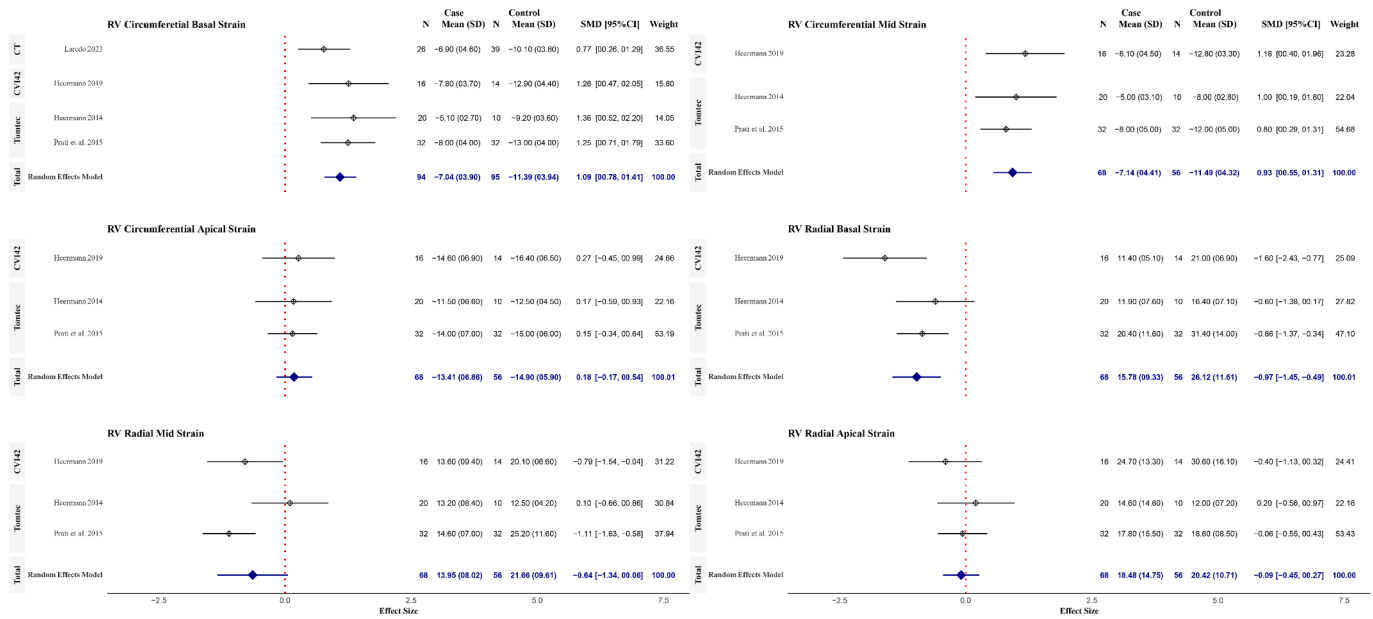 RV Circumferetial Basal Strain
Case Control
N Mean (SD) N Mean (SD) SMD [95%CI] Weight
CT
Laredo 2023 26 −6.90 (04.60) 39 −10.10 (03.80) 0.77 [00.26, 01.29] 36.55
CVI42
Heermann 2019 16 −7.80 (03.70) 14 −12.90 (04.40) 1.26 [00.47, 02.05] 15.80
Tomtec
Heermann 2014 20 −5.10 (02.70) 10 −9.20 (03.60) 1.36 [00.52, 02.20] 14.05
Prati et al. 2015 32 −8.00 (04.00) 32 −13.00 (04.00) 1.25 [00.71, 01.79] 33.60
Total
Random Effects Model 94 −7.04 (03.90) 95 −11.39 (03.94) 1.09 [00.78, 01.41] 100.00
RV Circumferential Mid Strain
Case Control
N Mean (SD) N Mean (SD) SMD [95%CI] Weight
CVI42
Heermann 2019 16 −8.10 (04.50) 14 −12.80 (03.30) 1.18 [00.40, 01.96] 23.28
Tomtec
Heermann 2014 20 −5.00 (03.10) 10 −8.00 (02.80) 1.00 [00.19, 01.80] 22.04
Prati et al. 2015 32 −8.00 (05.00) 32 −12.00 (05.00) 0.80 [00.29, 01.31] 54.68
Total
Random Effects Model 68 −7.14 (04.41) 56 −11.49 (04.32) 0.93 [00.55, 01.31] 100.00
RV Circumferential Apical Strain
CVI42
Heermann 2019 16 −14.60 (06.90) 14 −16.40 (06.50) 0.27 [−0.45, 00.99] 24.66
Tomtec
Heermann 2014 20 −11.50 (06.60) 10 −12.50 (04.50) 0.17 [−0.59, 00.93] 22.16
Prati et al. 2015 32 −14.00 (07.00) 32 −15.00 (06.00) 0.15 [−0.34, 00.64] 53.19
Total
Random Effects Model 68 −13.41 (06.86) 56 −14.90 (05.90) 0.18 [−0.17, 00.54] 100.01
RV Radial Basal Strain
CVI42
Heermann 2019 16 11.40 (05.10) 14 21.00 (06.90) −1.60 [−2.43, −0.77] 25.09
Tomtec
Heermann 2014 20 11.90 (07.60) 10 16.40 (07.10) −0.60 [−1.38, 00.17] 27.82
Prati et al. 2015 32 20.40 (11.60) 32 31.40 (14.00) −0.86 [−1.37, −0.34] 47.10
Total
Random Effects Model 68 15.78 (09.33) 56 26.12 (11.61) −0.97 [−1.45, −0.49] 100.01
RV Radial Mid Strain
CVI42
Heermann 2019 16 13.60 (09.40) 14 20.10 (06.60) −0.79 [−1.54, −0.04] 31.22
Tomtec
Heermann 2014 20 13.20 (08.40) 10 12.50 (04.20) 0.10 [−0.66, 00.86] 30.84
Prati et al. 2015 32 14.60 (07.00) 32 25.20 (11.60) −1.11 [−1.63, −0.58] 37.94
Total
Random Effects Model 68 13.95 (08.02) 56 21.66 (09.61) −0.64 [−1.34, 00.06] 100.00
−2.5 0.0 2.5 5.0 7.5
Effect Size
RV Radial Apical Strain
CVI42
Heermann 2019 16 24.70 (13.30) 14 30.60 (16.10) −0.40 [−1.13, 00.32] 24.41
Tomtec
Heermann 2014 20 14.60 (14.60) 10 12.00 (07.20) 0.20 [−0.56, 00.97] 22.16
Prati et al. 2015 32 17.80 (15.50) 32 18.60 (08.50) −0.06 [−0.55, 00.43] 53.43
Total
Random Effects Model 68 18.48 (14.75) 56 20.42 (10.71) −0.09 [−0.45, 00.27] 100.00
−2.5 0.0 2.5 5.0 7.5
Effect Size